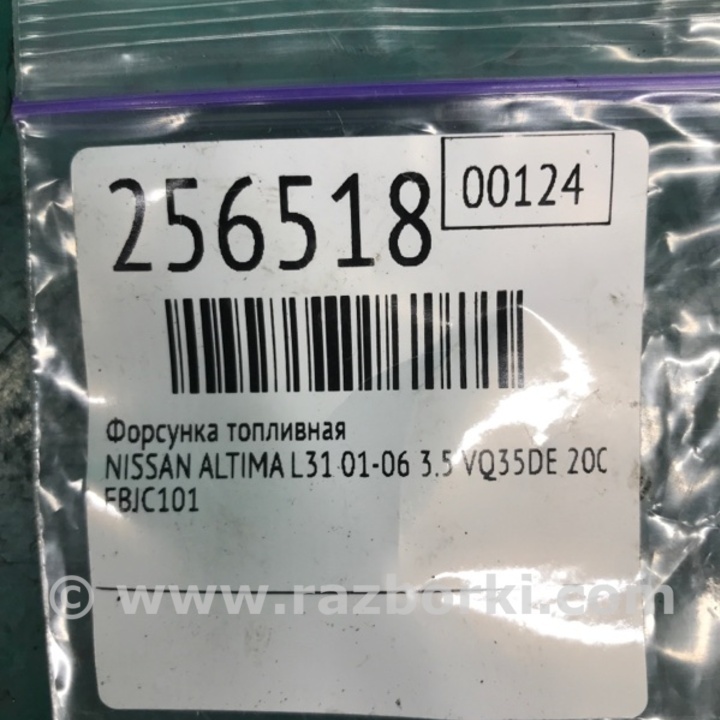 256518
00124
Форсунка топливная
NISSAN ALTIMA L31 01-06 3.5 VQ35DE 20C
FBJC101
© www.razborki.com